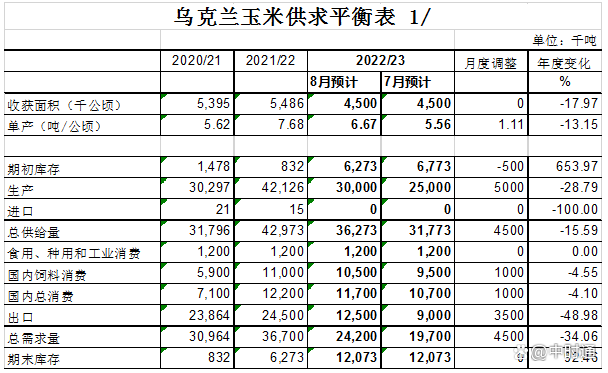 乌克兰玉米供求平衡表 1/
单位：千吨
2020/21 2021/22 2022/23 月度调整 年度变化
8月预计 7月预计 %
收获面积（千公顷） 5,395 5,486 4,500 4,500 0 -17.97
单产（吨/公顷） 5.62 7.68 6.67 5.56 1.11 -13.15
期初库存 1,478 832 6,273 6,773 -500 653.97
生产 30,297 42,126 30,000 25,000 5000 -28.79
进口 21 15 0 0 0 -100.00
总供给量 31,796 42,973 36,273 31,773 4500 -15.59
食用、种用和工业消费 1,200 1,200 1,200 1,200 0 0.00
国内饲料消费 5,900 11,000 10,500 9,500 1000 -4.55
国内总消费 7,100 12,200 11,700 10,700 1000 -4.10
出口 23,864 24,500 12,500 9,000 3500 -48.98
总需求量 30,964 36,700 24,200 19,700 4500 -34.06
期末库存 832 6,273 12,073 12,073 0 92.46
@中时通